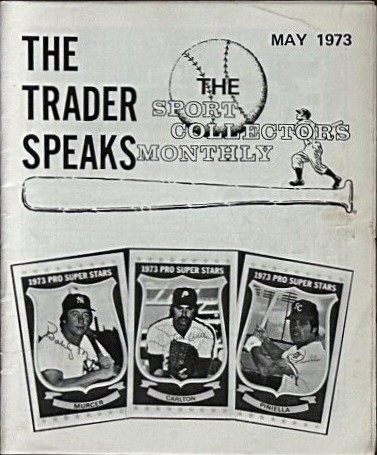 MAY 1973
THE
TRADER
SPEAKS
THE
SPORT
COLLECTORS
MONTHLY
1973 PRO SUPER STARS
MURCER
1973 PRO SUPER STARS
CARLTON
1973 PRO SUPER STARS
PINIELLA